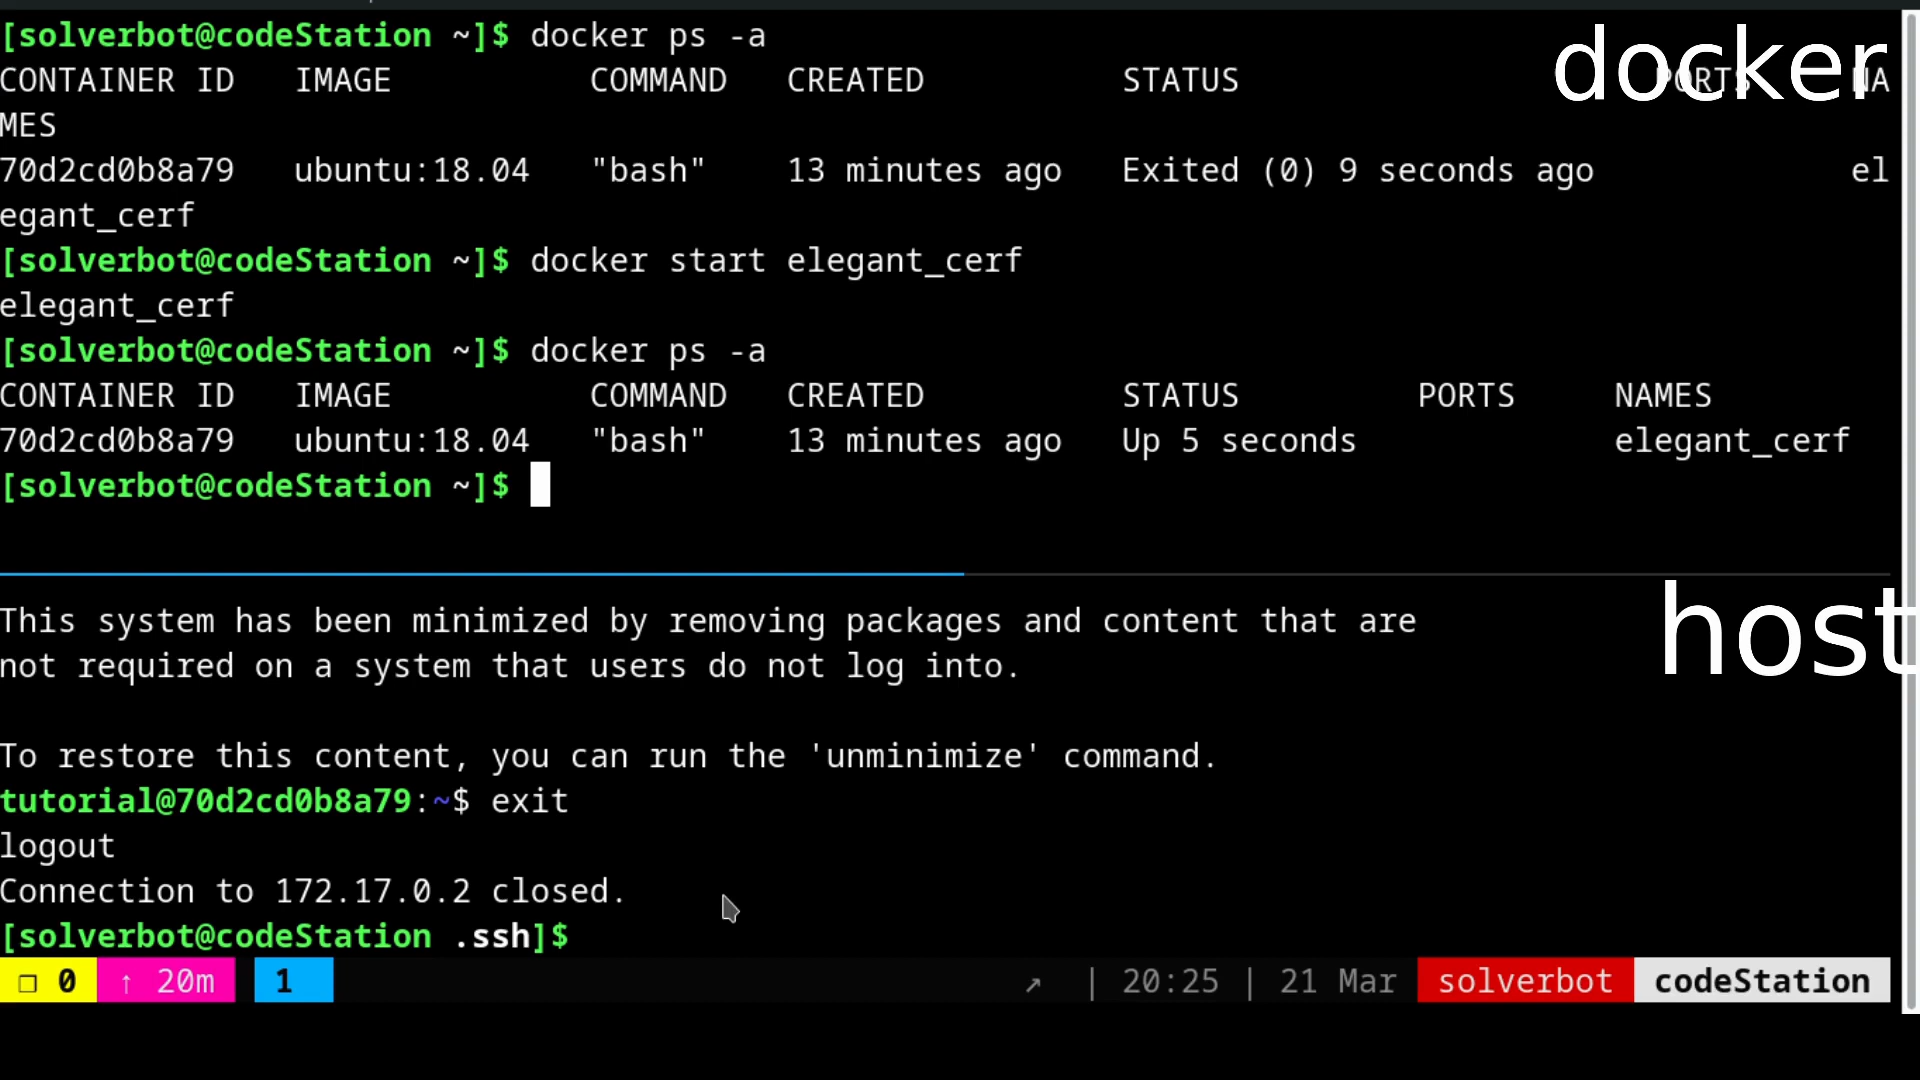 [solverbot@codeStation ~]$ docker ps -a
docker
CONTAINER ID   IMAGE          COMMAND   CREATED          STATUS                     PORTS     NA
MES
70d2cd0b8a79   ubuntu:18.04   "bash"    13 minutes ago   Exited (0) 9 seconds ago             el
egant_cerf
[solverbot@codeStation ~]$ docker start elegant_cerf
elegant_cerf
[solverbot@codeStation ~]$ docker ps -a
CONTAINER ID   IMAGE          COMMAND   CREATED          STATUS         PORTS     NAMES
70d2cd0b8a79   ubuntu:18.04   "bash"    13 minutes ago   Up 5 seconds             elegant_cerf
[solverbot@codeStation ~]$
host
This system has been minimized by removing packages and content that are
not required on a system that users do not log into.
To restore this content, you can run the 'unminimize' command.
tutorial@70d2cd0b8a79:~$ exit
logout
Connection to 172.17.0.2 closed.
[solverbot@codeStation .ssh]$
❐ 0 ↑ 20m 1 ↗ | 20:25 | 21 Mar solverbot codeStation